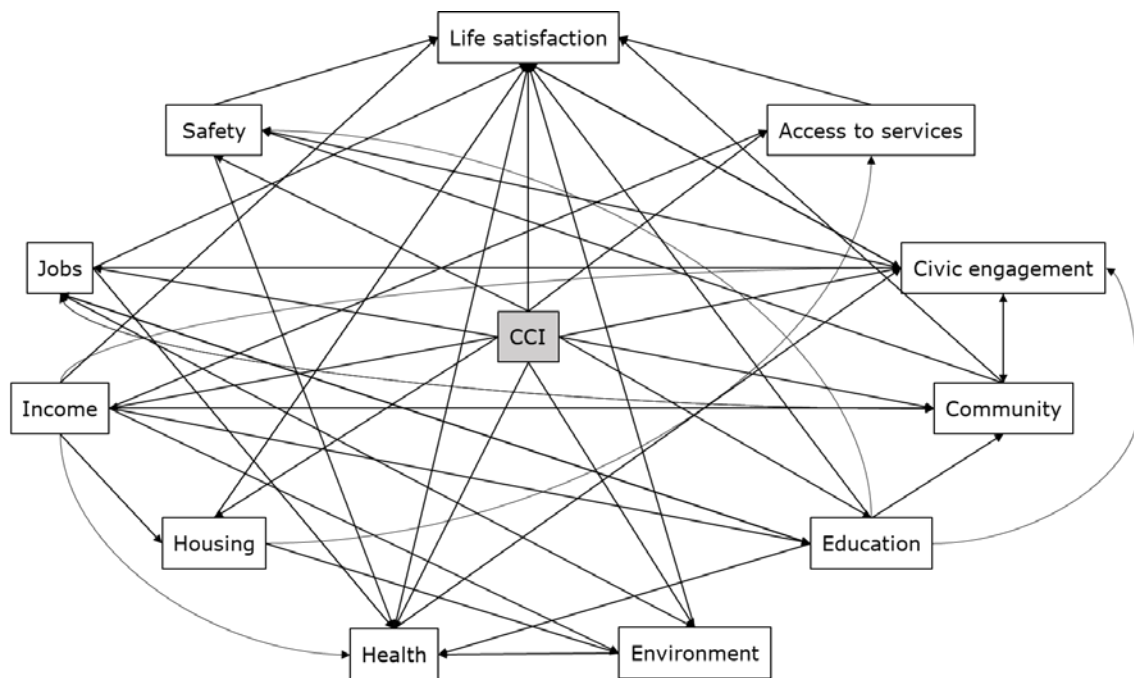 Life satisfaction
Safety
Access to services
Jobs
Civic engagement
CCI
Income
Community
Housing
Education
Health
Environment